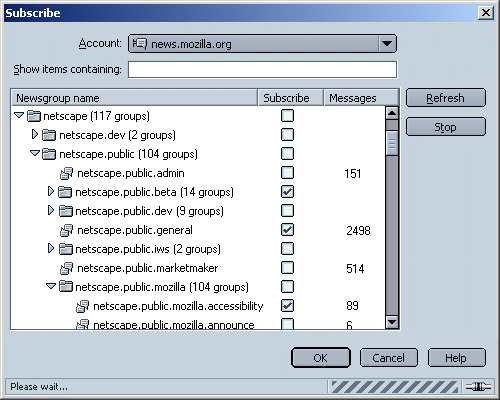 Subscribe
Account: news.mozilla.org
Show items containing:
Newsgroup name Subscribe Messages
Refresh
netscape (117 groups)
Stop
netscape.dev (2 groups)
netscape.public (104 groups)
netscape.public.admin 151
netscape.public.beta (14 groups)
netscape.public.dev (9 groups)
netscape.public.general 2498
netscape.public.iws (2 groups)
netscape.public.marketmaker 514
netscape.public.mozilla (104 groups)
netscape.public.mozilla.accessibility 89
netscape.public.mozilla.announce 6
OK Cancel Help
Please wait...